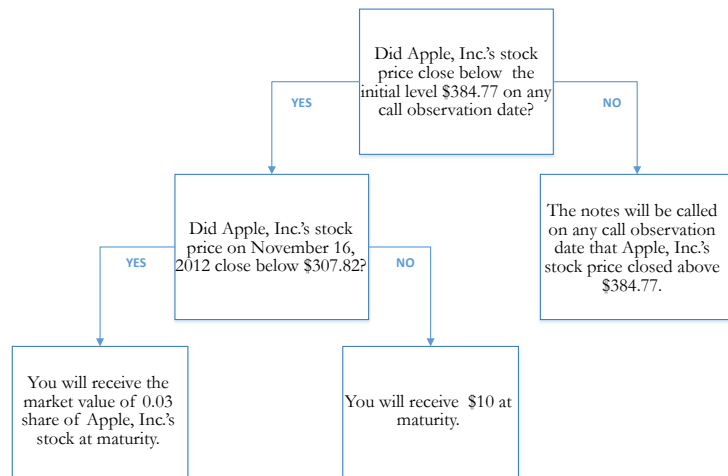 Did Apple, Inc.'s stock
price close below the
initial level $384.77 on any
call observation date?
YES
NO
Did Apple, Inc.'s stock
price on November 16,
2012 close below $307.82?
The notes will be called
on any call observation
date that Apple, Inc.'s
stock price closed above
$384.77.
YES
NO
You will receive the
market value of 0.03
share of Apple, Inc.'s
stock at maturity.
You will receive $10 at
maturity.